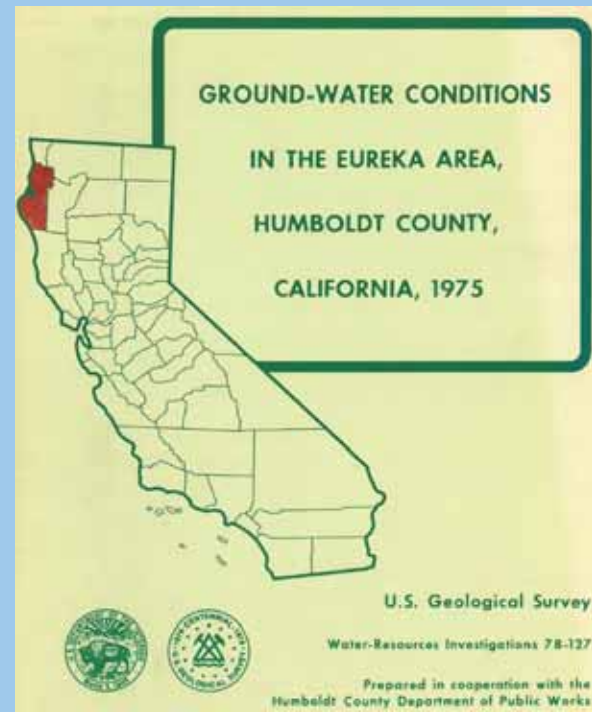 GROUND-WATER CONDITIONS
IN THE EUREKA AREA,
HUMBOLDT COUNTY,
CALIFORNIA, 1975
U.S. Geological Survey
Water-Resources Investigations 78-127
Prepared in cooperation with the
Humboldt County Department of Public Works